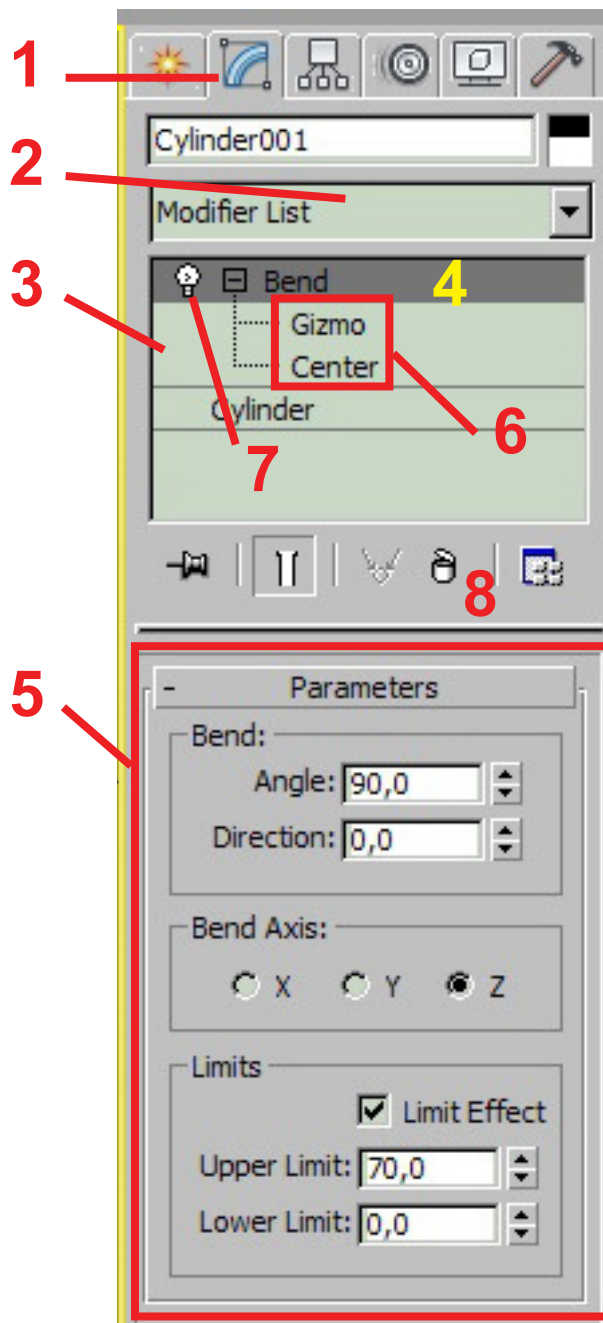 1
Cylinder001
2
Modifier List
3
Bend 4
Gizmo
Center
Cylinder
6
7
8
5
- Parameters
Bend:
Angle: 90,0
Direction: 0,0
Bend Axis:
X Y Z
Limits
Limit Effect
Upper Limit: 70,0
Lower Limit: 0,0